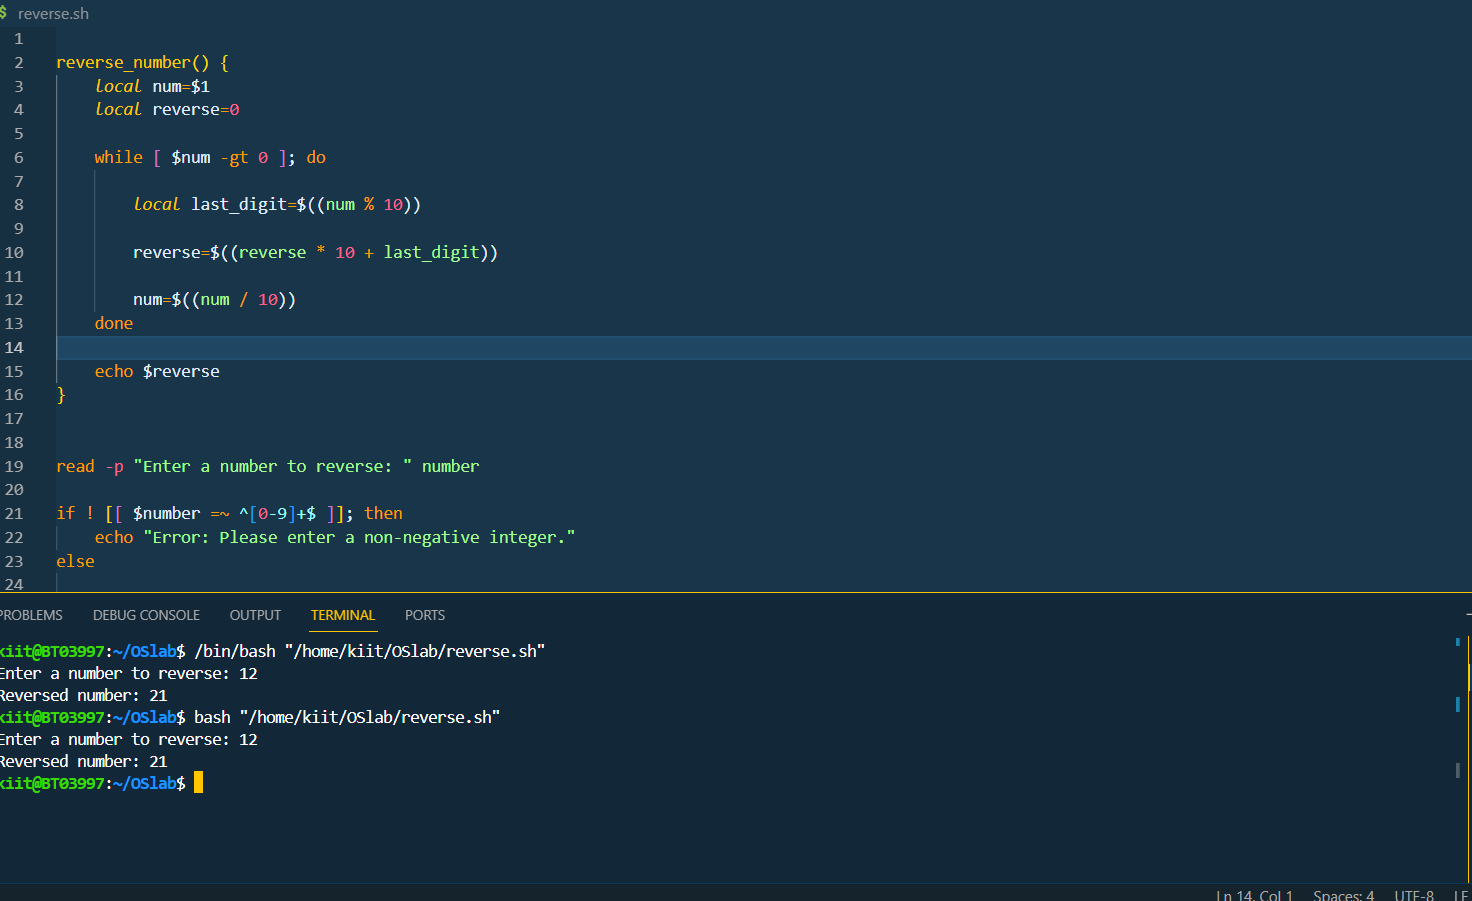 $ reverse.sh
1
2 reverse_number() {
3     local num=$1
4     local reverse=0
5
6     while [ $num -gt 0 ]; do
7
8         local last_digit=$((num % 10))
9
10         reverse=$((reverse * 10 + last_digit))
11
12         num=$((num / 10))
13     done
14
15     echo $reverse
16 }
17
18
19 read -p "Enter a number to reverse: " number
20
21 if ! [[ $number =~ ^[0-9]+$ ]]; then
22     echo "Error: Please enter a non-negative integer."
23 else
24
PROBLEMS DEBUG CONSOLE OUTPUT TERMINAL PORTS
kiit@BT03997:~/OSlab$ /bin/bash "/home/kiit/OSlab/reverse.sh"
Enter a number to reverse: 12
Reversed number: 21
kiit@BT03997:~/OSlab$ bash "/home/kiit/OSlab/reverse.sh"
Enter a number to reverse: 12
Reversed number: 21
kiit@BT03997:~/OSlab$
Ln 14, Col 1 Spaces: 4 UTF-8 LF